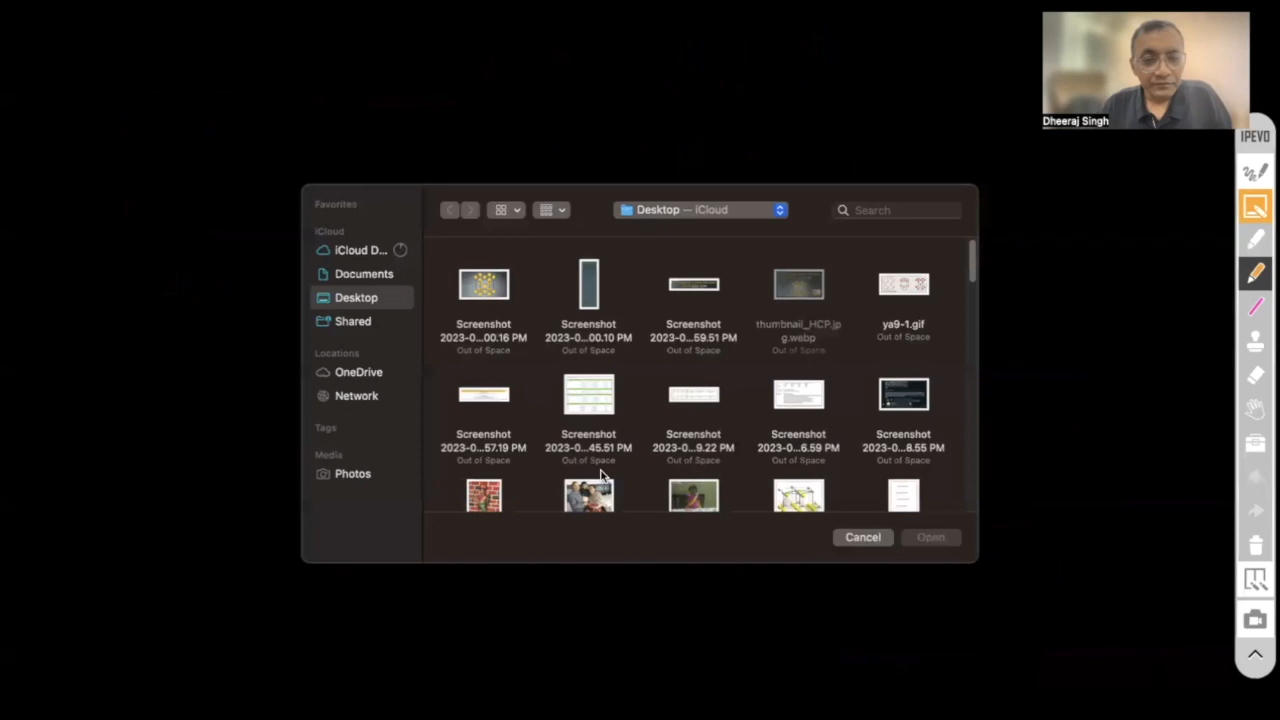 Dheeraj Singh
IPEVO
Favorites
iCloud
iCloud D...
Documents
Desktop
Shared
Locations
OneDrive
Network
Tags
Media
Photos
Desktop — iCloud
Search
Screenshot
2023-0...00.16 PM
Out of Space
Screenshot
2023-0...00.10 PM
Out of Space
Screenshot
2023-0...59.51 PM
Out of Space
thumbnail_HCP.jp
g.webp
Out of Space
ya9-1.gif
Out of Space
Screenshot
2023-0...57.19 PM
Out of Space
Screenshot
2023-0...45.51 PM
Out of Space
Screenshot
2023-0...9.22 PM
Out of Space
Screenshot
2023-0...6.59 PM
Out of Space
Screenshot
2023-0...8.55 PM
Out of Space
Cancel
Open